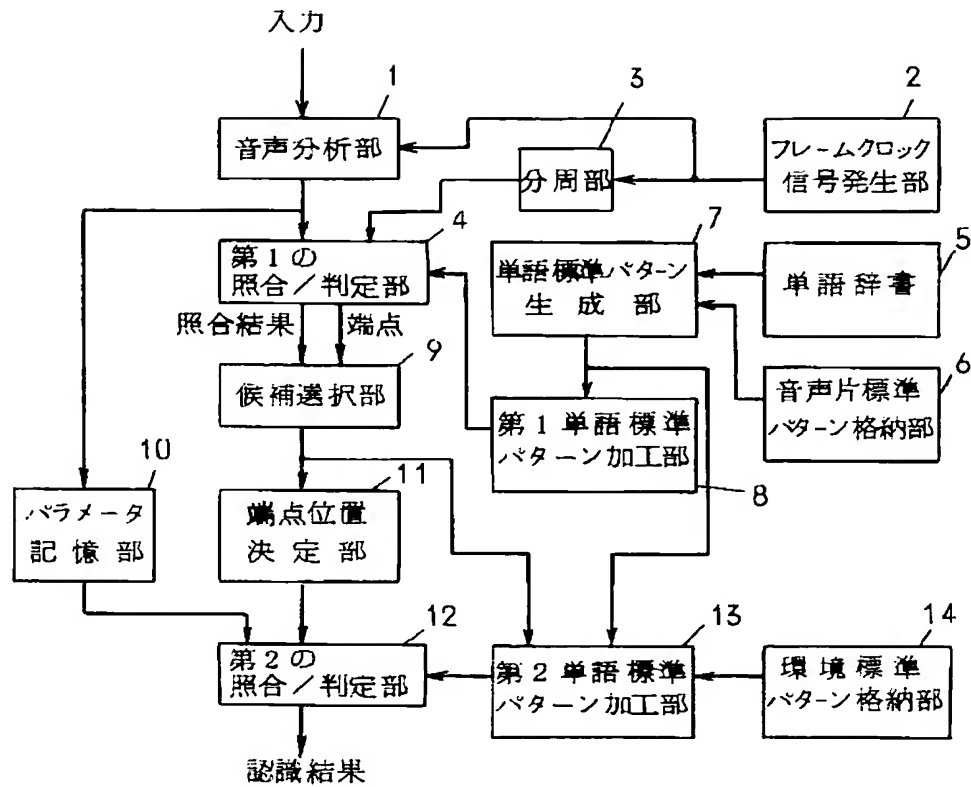 入力
1
音声分析部
2
フレームクロック
信号発生部
3
分周部
4
第1の
照合／判定部
照合結果
端点
5
単語辞書
6
音声片標準
パターン格納部
7
単語標準パターン
生成部
8
第1単語標準
パターン加工部
9
候補選択部
10
パラメータ
記憶部
11
端点位置
決定部
12
第2の
照合／判定部
13
第2単語標準
パターン加工部
14
環境標準
パターン格納部
認識結果